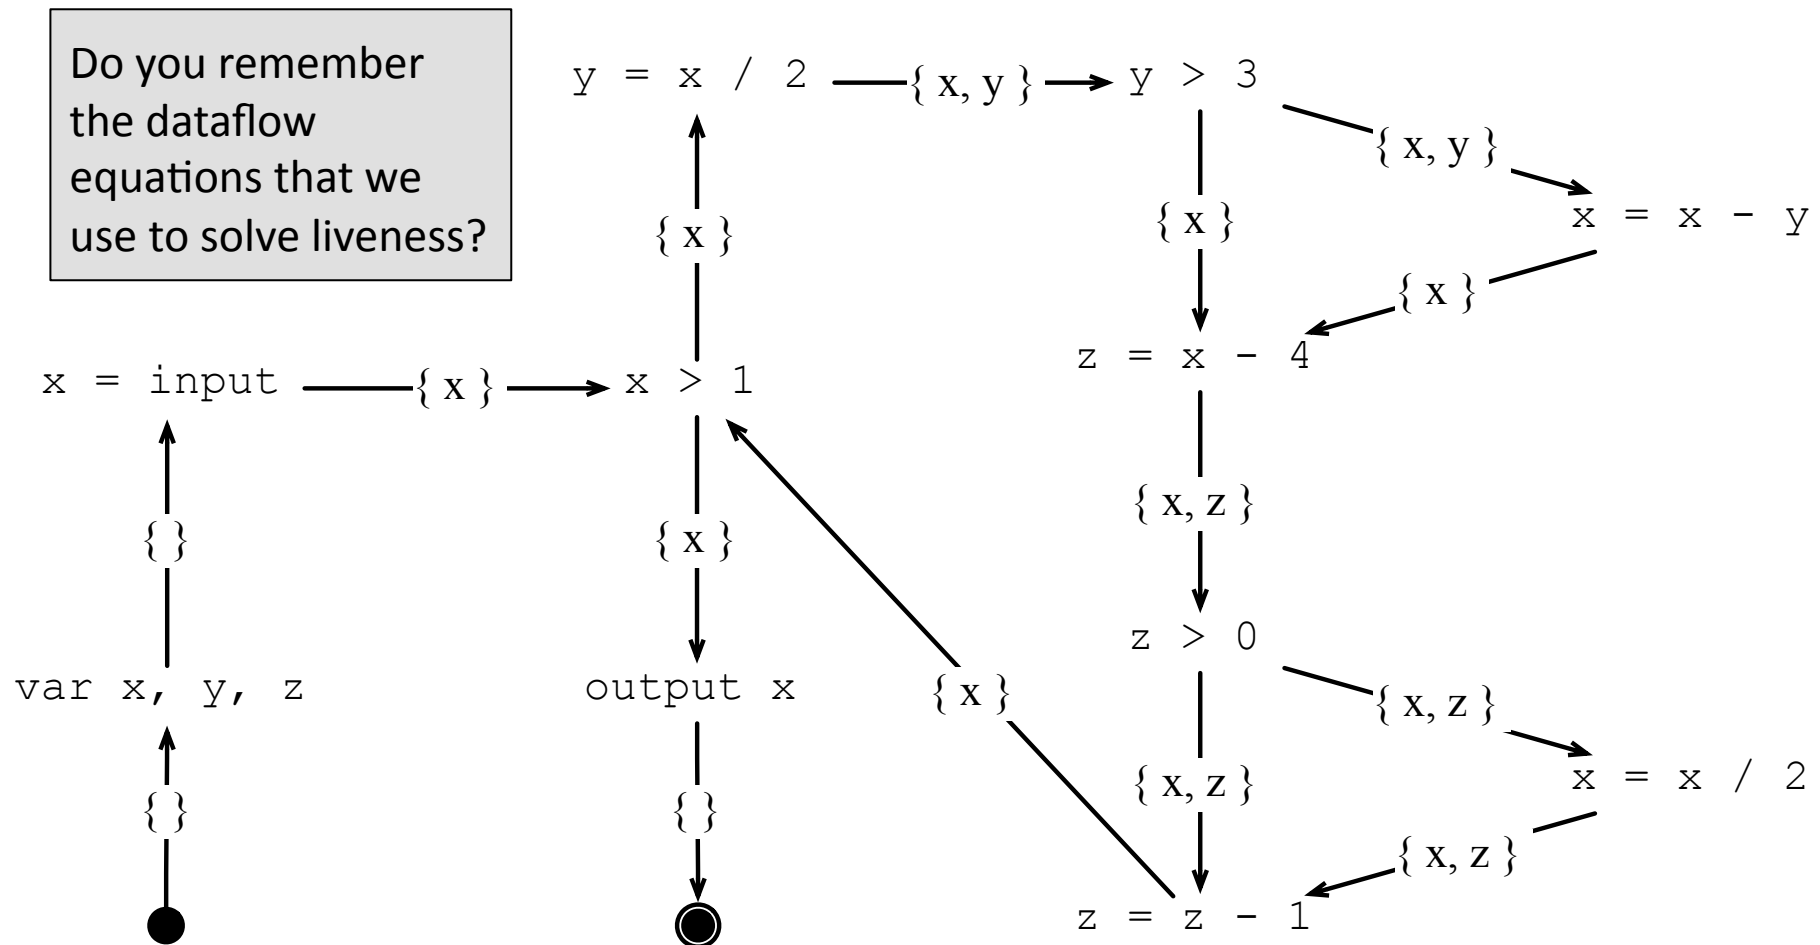 Do you remember
the dataflow
equations that we
use to solve liveness?
y = x / 2
{ x, y }
y > 3
{ x, y }
{ x }
{ x }
x = x - y
{ x }
z = x - 4
x = input
{ x }
x > 1
{ x, z }
{ }
{ x }
z > 0
var x, y, z
output x
{ x }
{ x, z }
{ x, z }
x = x / 2
{ }
{ }
{ x, z }
z = z - 1